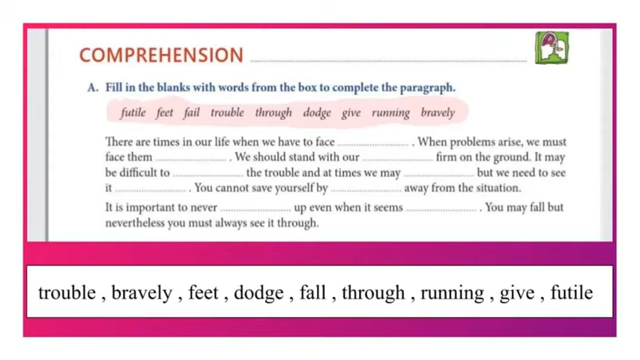 COMPREHENSION
A. Fill in the blanks with words from the box to complete the paragraph.
futile feet fail trouble through dodge give running bravely
There are times in our life when we have to face .................... . When problems arise, we must
face them .................... . We should stand with our .................... firm on the ground. It may
be difficult to .................... the trouble and at times we may .................... but we need to see
it .................... . You cannot save yourself by .................... away from the situation.
It is important to never .................... up even when it seems .................... . You may fall but
nevertheless you must always see it through.
trouble , bravely , feet , dodge , fall , through , running , give , futile